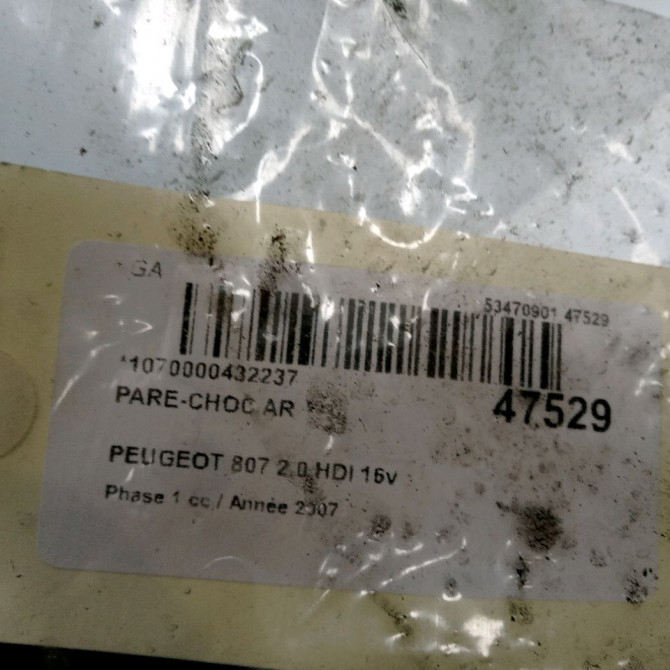 GA
53470901 47529
*1070000432237
PARE-CHOC AR
47529
PEUGEOT 807 2.0 HDI 16v
Phase 1 cc / Année 2007